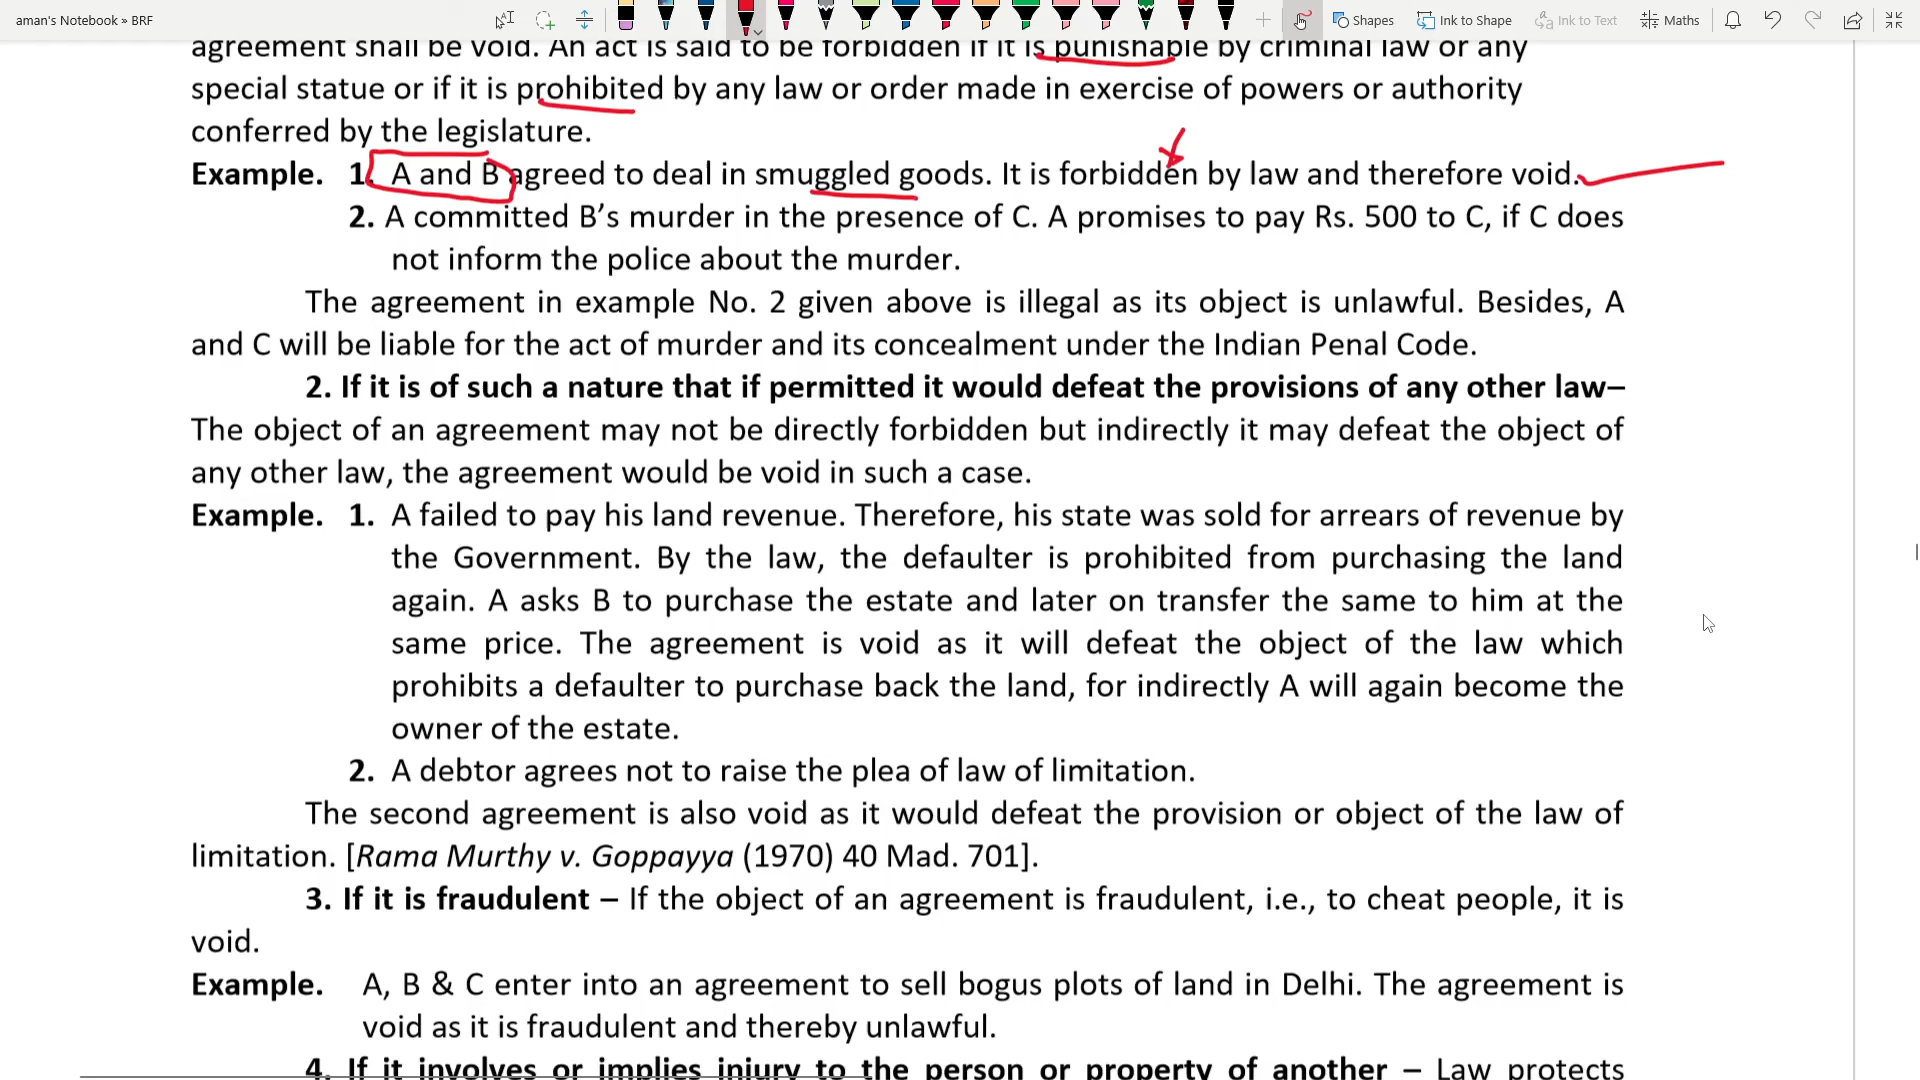 aman's Notebook » BRF
Shapes
Ink to Shape
Ink to Text
Maths
agreement shall be void. An act is said to be forbidden if it is punishable by criminal law or any
special statue or if it is prohibited by any law or order made in exercise of powers or authority
conferred by the legislature.
Example. 1. A and B agreed to deal in smuggled goods. It is forbidden by law and therefore void.
2. A committed B's murder in the presence of C. A promises to pay Rs. 500 to C, if C does
not inform the police about the murder.
The agreement in example No. 2 given above is illegal as its object is unlawful. Besides, A
and C will be liable for the act of murder and its concealment under the Indian Penal Code.
2. If it is of such a nature that if permitted it would defeat the provisions of any other law–
The object of an agreement may not be directly forbidden but indirectly it may defeat the object of
any other law, the agreement would be void in such a case.
Example. 1. A failed to pay his land revenue. Therefore, his state was sold for arrears of revenue by
the Government. By the law, the defaulter is prohibited from purchasing the land
again. A asks B to purchase the estate and later on transfer the same to him at the
same price. The agreement is void as it will defeat the object of the law which
prohibits a defaulter to purchase back the land, for indirectly A will again become the
owner of the estate.
2. A debtor agrees not to raise the plea of law of limitation.
The second agreement is also void as it would defeat the provision or object of the law of
limitation. [Rama Murthy v. Goppayya (1970) 40 Mad. 701].
3. If it is fraudulent – If the object of an agreement is fraudulent, i.e., to cheat people, it is
void.
Example. A, B & C enter into an agreement to sell bogus plots of land in Delhi. The agreement is
void as it is fraudulent and thereby unlawful.
4. If it involves or implies injury to the person or property of another – Law protects